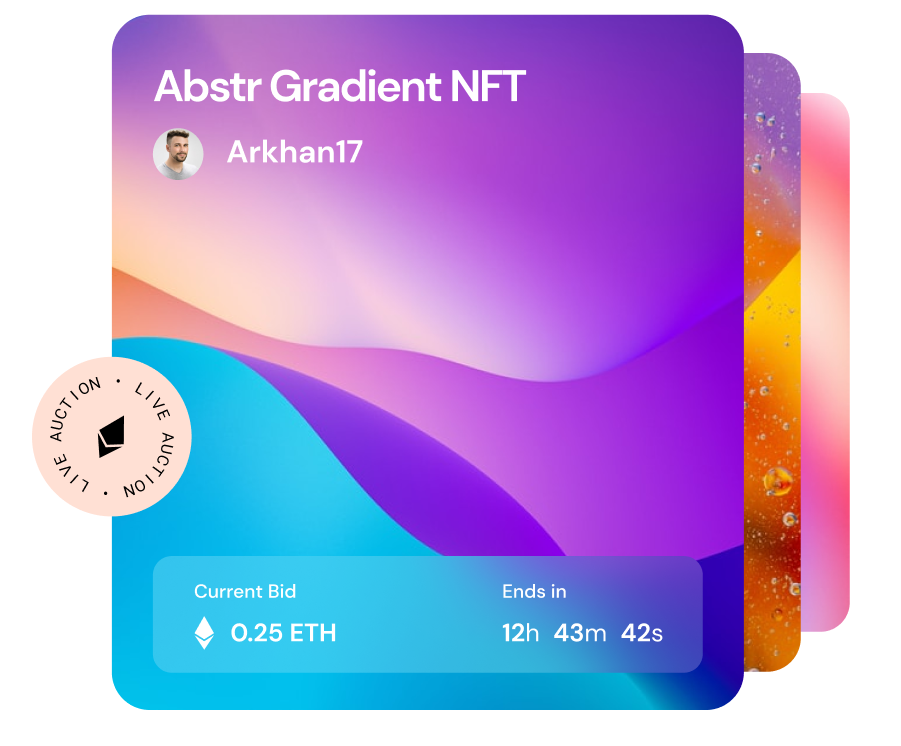 Abstr Gradient NFT
Arkhan17
LIVE AUCTION • LIVE AUCTION •
Current Bid
0.25 ETH
Ends in
12h 43m 42s